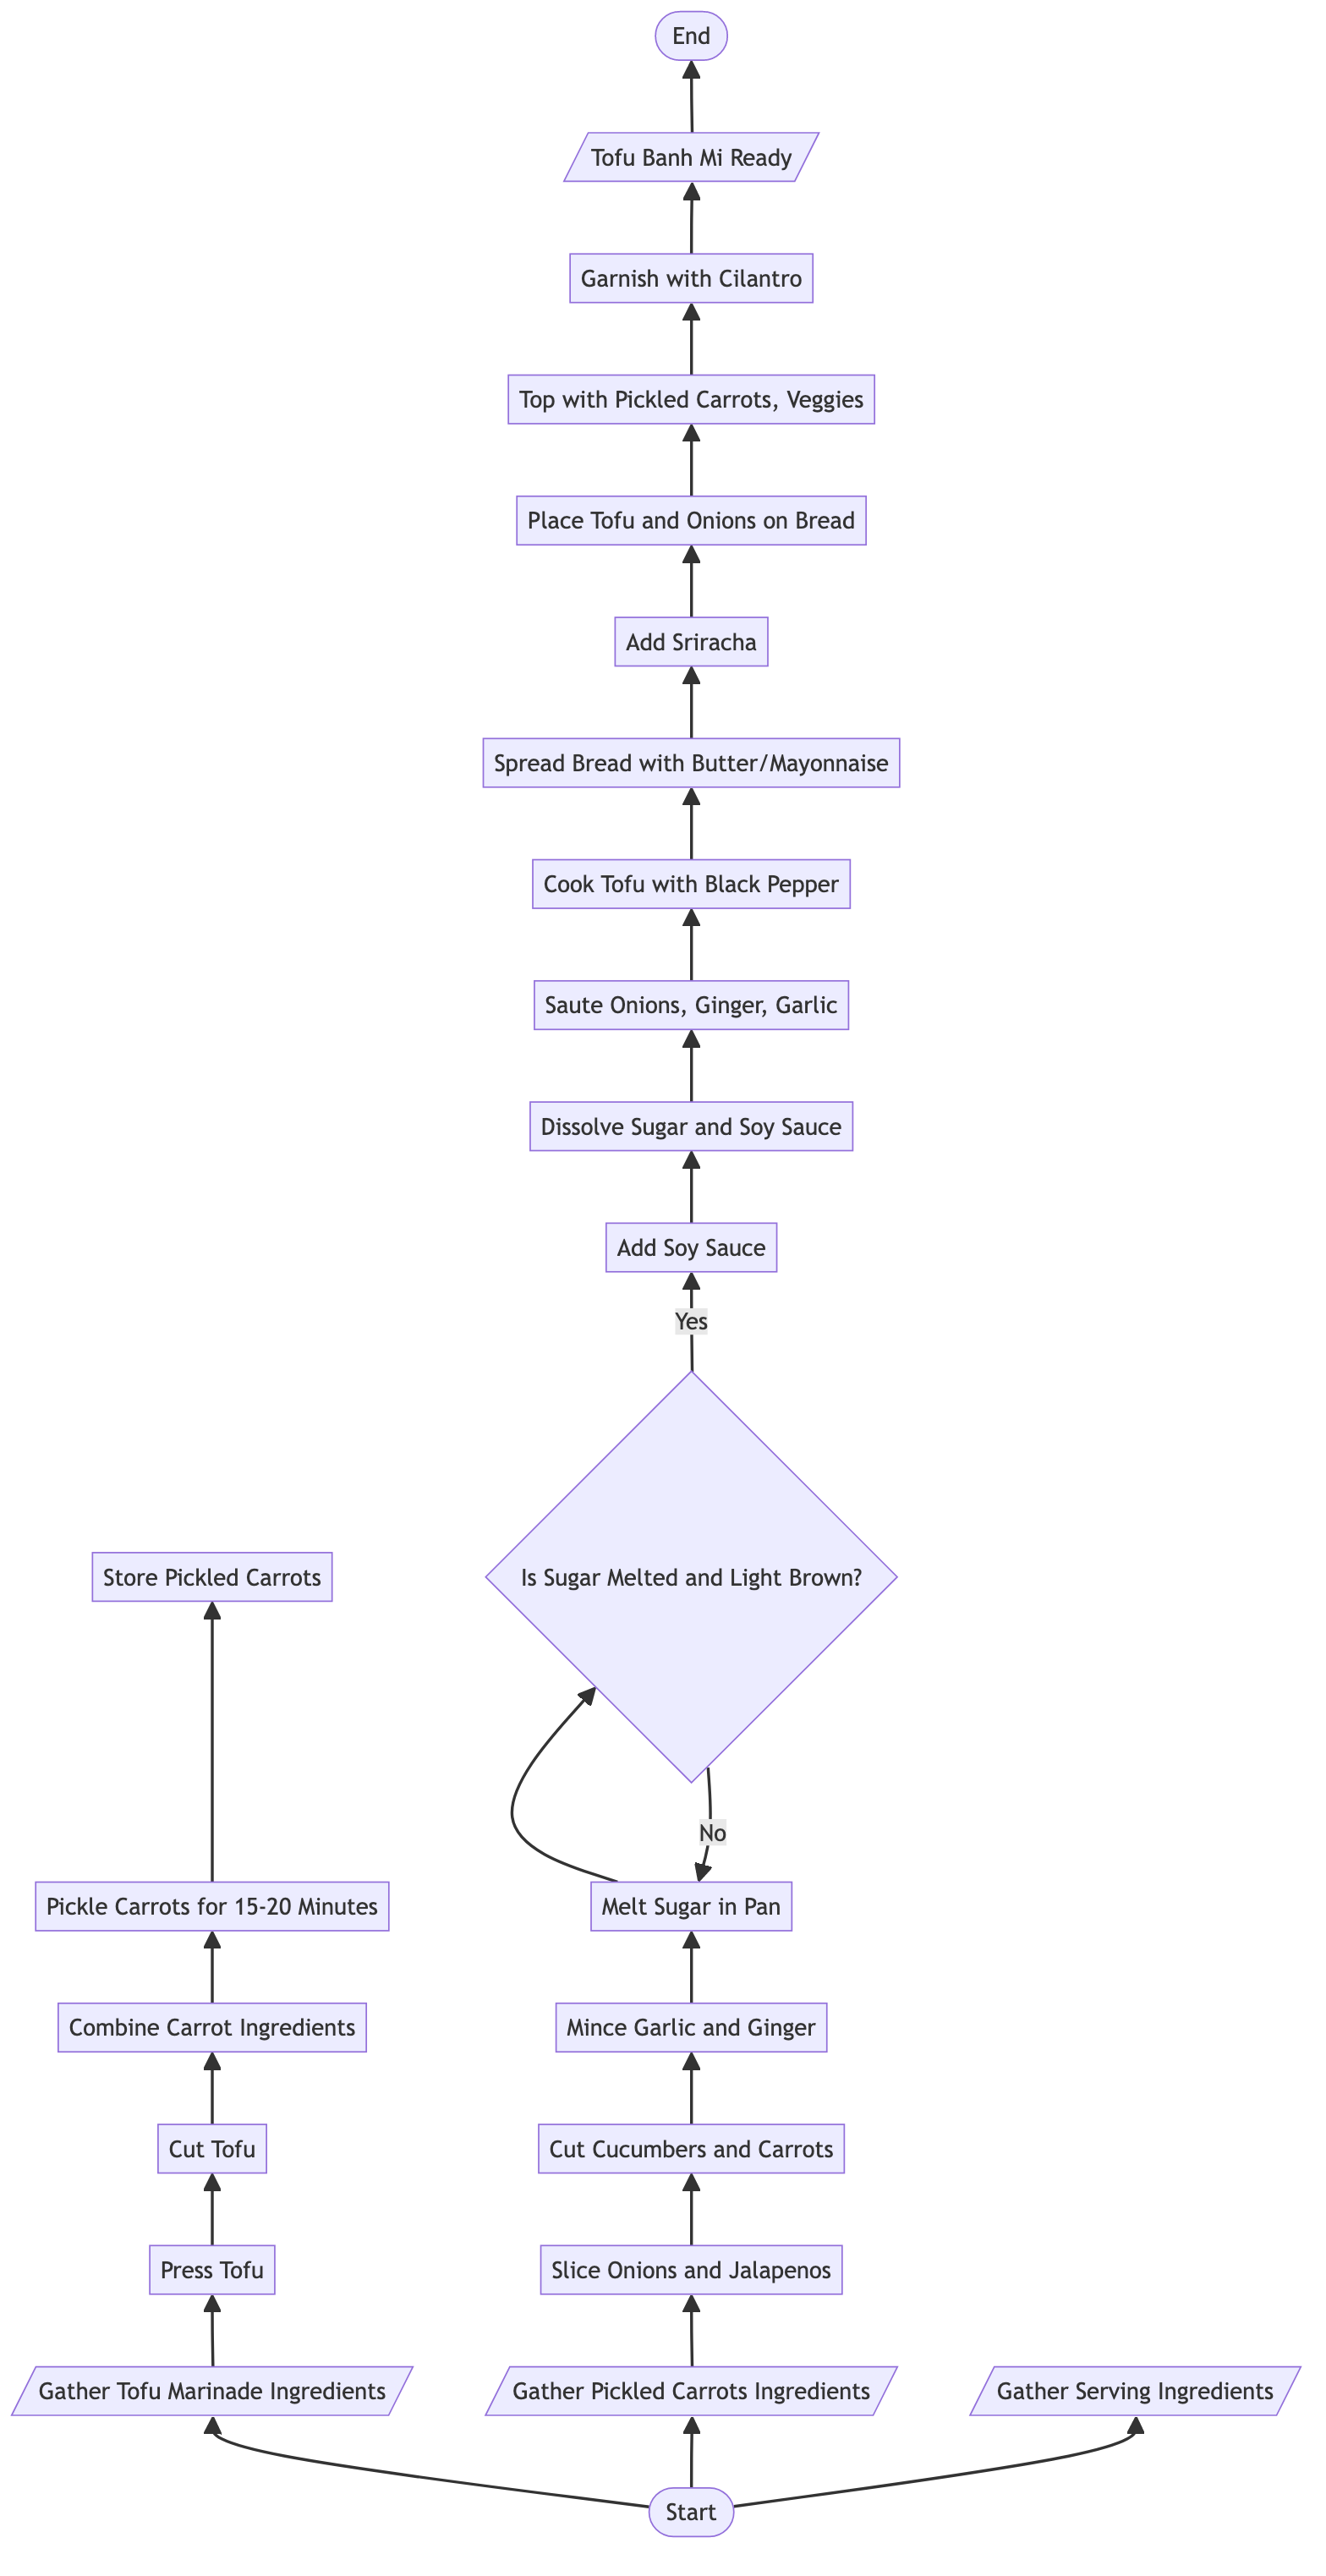 End
Tofu Banh Mi Ready
Garnish with Cilantro
Top with Pickled Carrots, Veggies
Place Tofu and Onions on Bread
Add Sriracha
Spread Bread with Butter/Mayonnaise
Cook Tofu with Black Pepper
Saute Onions, Ginger, Garlic
Dissolve Sugar and Soy Sauce
Add Soy Sauce
Yes
Store Pickled Carrots
Is Sugar Melted and Light Brown?
No
Pickle Carrots for 15-20 Minutes
Melt Sugar in Pan
Combine Carrot Ingredients
Mince Garlic and Ginger
Cut Tofu
Cut Cucumbers and Carrots
Press Tofu
Slice Onions and Jalapenos
Gather Tofu Marinade Ingredients
Gather Pickled Carrots Ingredients
Gather Serving Ingredients
Start